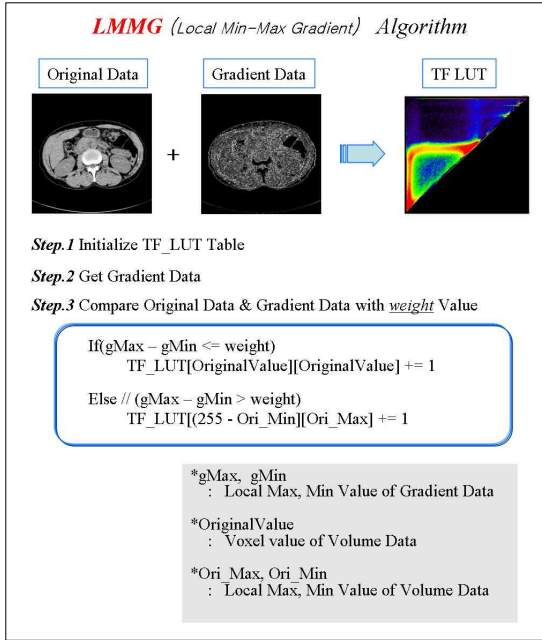 LMMG (Local Min-Max Gradient) Algorithm
Original Data
Gradient Data
TF LUT
+
Step.1 Initialize TF_LUT Table
Step.2 Get Gradient Data
Step.3 Compare Original Data & Gradient Data with weight Value
If(gMax – gMin <= weight)
TF_LUT[OriginalValue][OriginalValue] += 1
Else // (gMax – gMin > weight)
TF_LUT[(255 - Ori_Min][Ori_Max] += 1
*gMax, gMin
: Local Max, Min Value of Gradient Data
*OriginalValue
: Voxel value of Volume Data
*Ori_Max, Ori_Min
: Local Max, Min Value of Volume Data